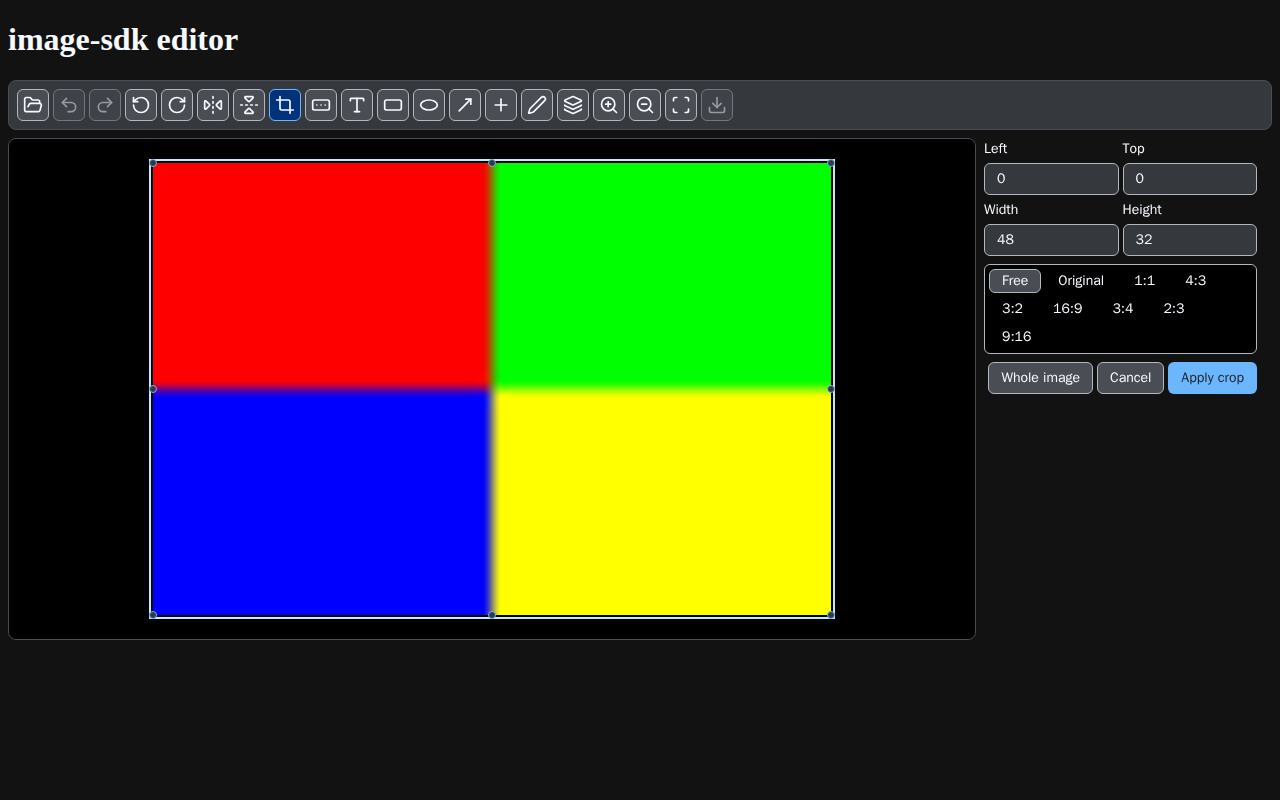 image-sdk editor
Left Top
0 0
Width Height
48 32
Free Original 1:1 4:3
3:2 16:9 3:4 2:3
9:16
Whole image Cancel Apply crop